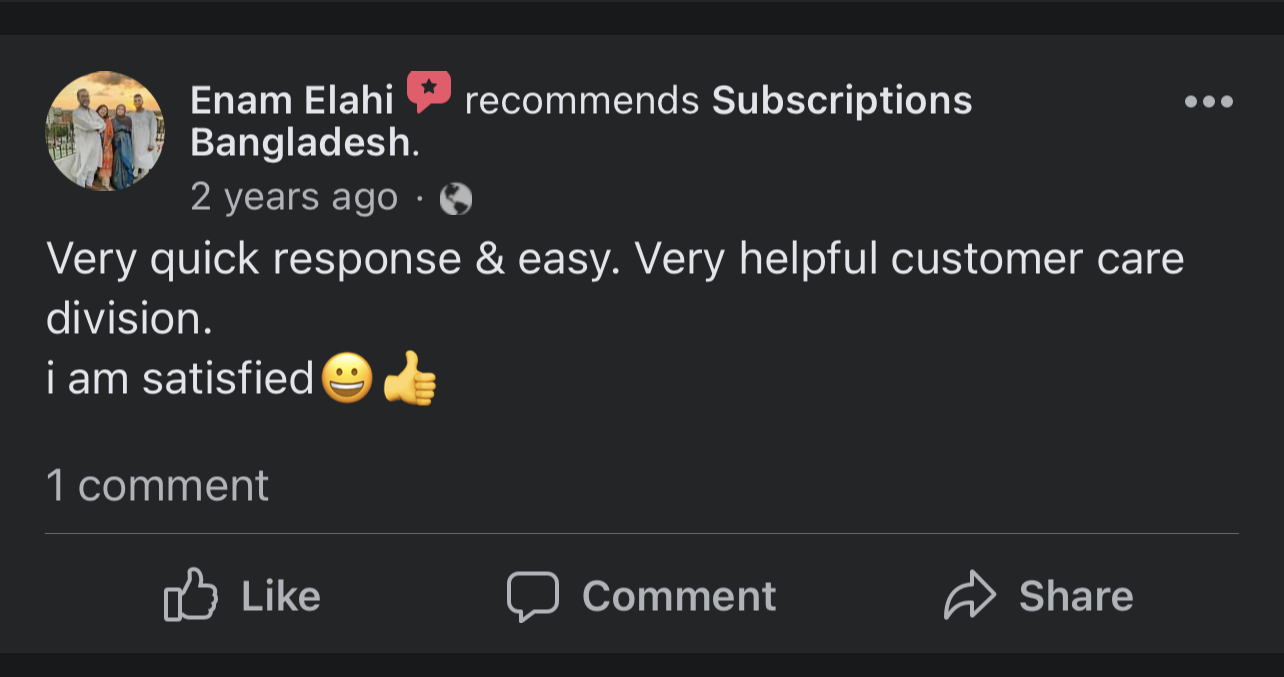 Enam Elahi recommends Subscriptions
Bangladesh.
2 years ago ·
Very quick response & easy. Very helpful customer care
division.
i am satisfied😀👍
1 comment
Like Comment Share